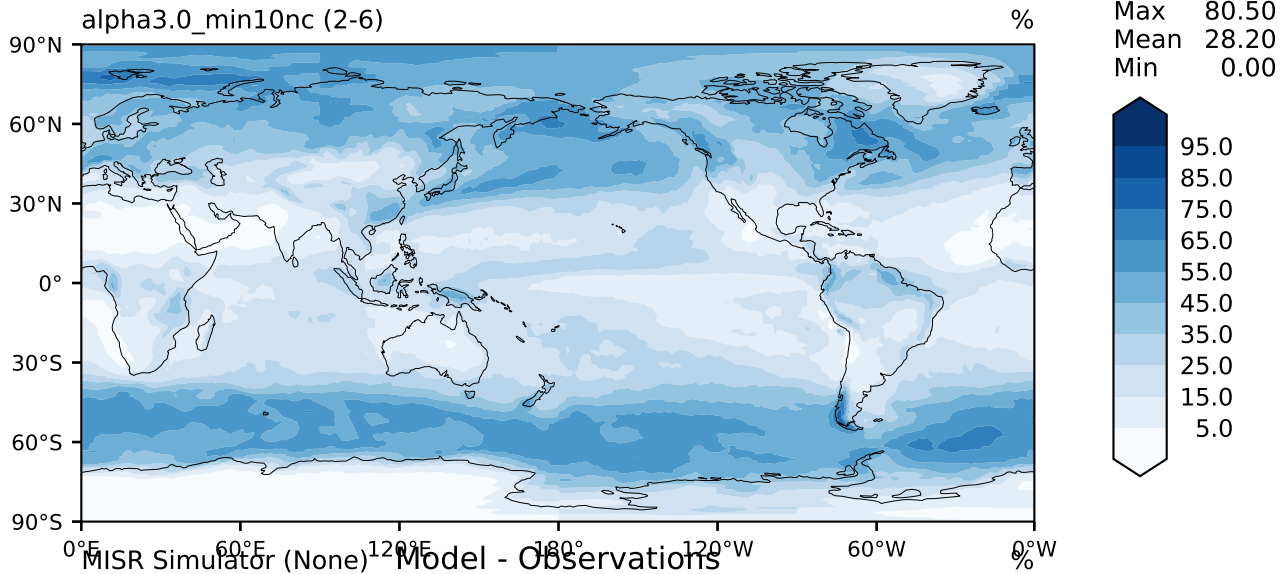 alpha3.0_min10nc (2-6) %
Max 80.50
Mean 28.20
Min 0.00
90°N
60°N
30°N
0°
30°S
60°S
90°S
95.0
85.0
75.0
65.0
55.0
45.0
35.0
25.0
15.0
5.0
0°E 60°E 120°E 180° 120°W 60°W 0°W
MISR Simulator (None) Model - Observations %